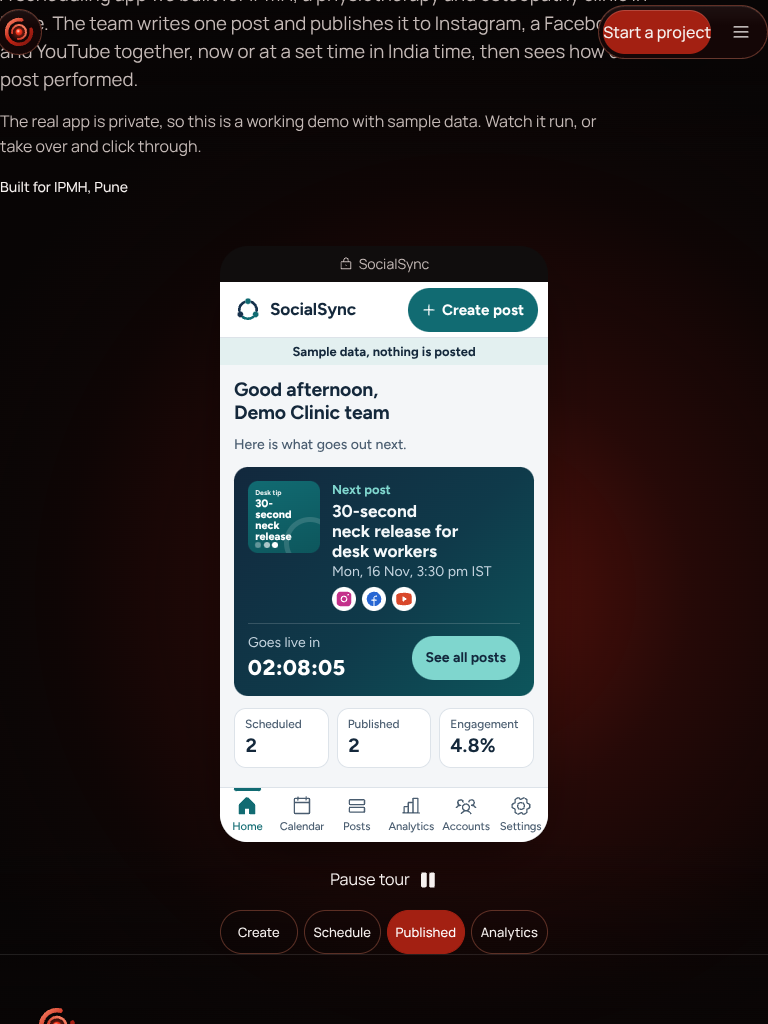 e. The team writes one post and publishes it to Instagram, a Faceb
Start a project
and YouTube together, now or at a set time in India time, then sees how
post performed.
The real app is private, so this is a working demo with sample data. Watch it run, or
take over and click through.
Built for IPMH, Pune
SocialSync
SocialSync
+ Create post
Sample data, nothing is posted
Good afternoon,
Demo Clinic team
Here is what goes out next.
Desk tip
30-
second
neck
release
Next post
30-second
neck release for
desk workers
Mon, 16 Nov, 3:30 pm IST
Goes live in
02:08:05
See all posts
Scheduled
2
Published
2
Engagement
4.8%
Home
Calendar
Posts
Analytics
Accounts
Settings
Pause tour
Create
Schedule
Published
Analytics